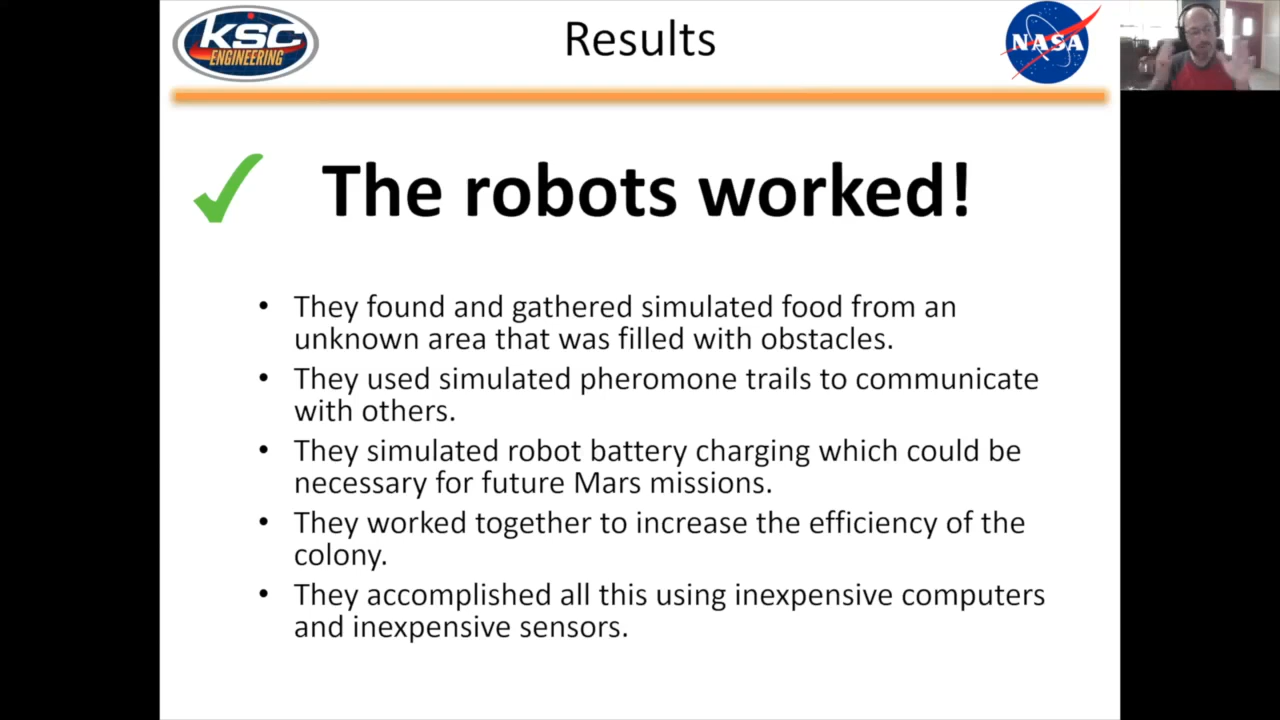 KSC
ENGINEERING
Results
NASA
The robots worked!
• They found and gathered simulated food from an
unknown area that was filled with obstacles.
• They used simulated pheromone trails to communicate
with others.
• They simulated robot battery charging which could be
necessary for future Mars missions.
• They worked together to increase the efficiency of the
colony.
• They accomplished all this using inexpensive computers
and inexpensive sensors.